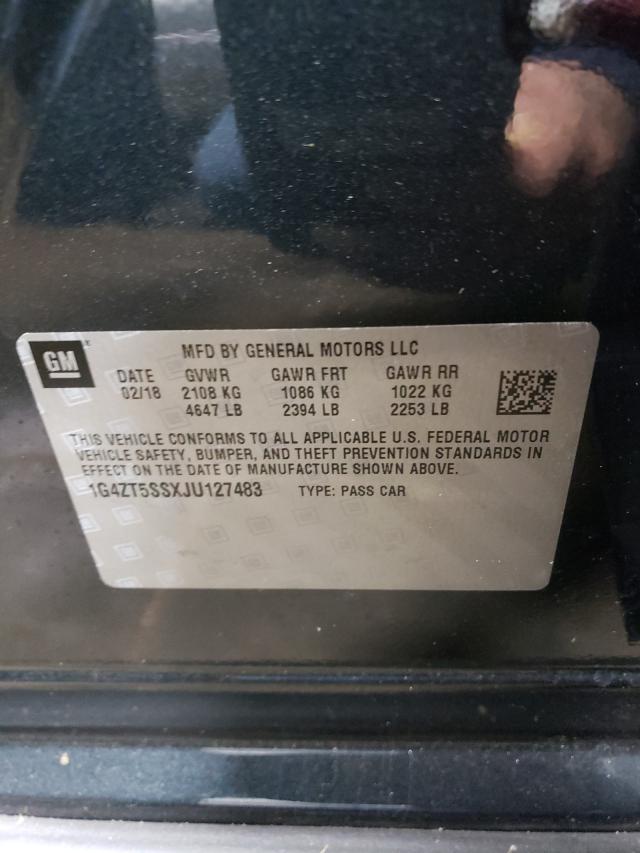 GM
MFD BY GENERAL MOTORS LLC
DATE GVWR GAWR FRT GAWR RR
02/18 2108 KG 1086 KG 1022 KG
4647 LB 2394 LB 2253 LB
THIS VEHICLE CONFORMS TO ALL APPLICABLE U.S. FEDERAL MOTOR
VEHICLE SAFETY, BUMPER, AND THEFT PREVENTION STANDARDS IN
EFFECT ON THE DATE OF MANUFACTURE SHOWN ABOVE.
1G4ZT5SSXJU127483 TYPE: PASS CAR